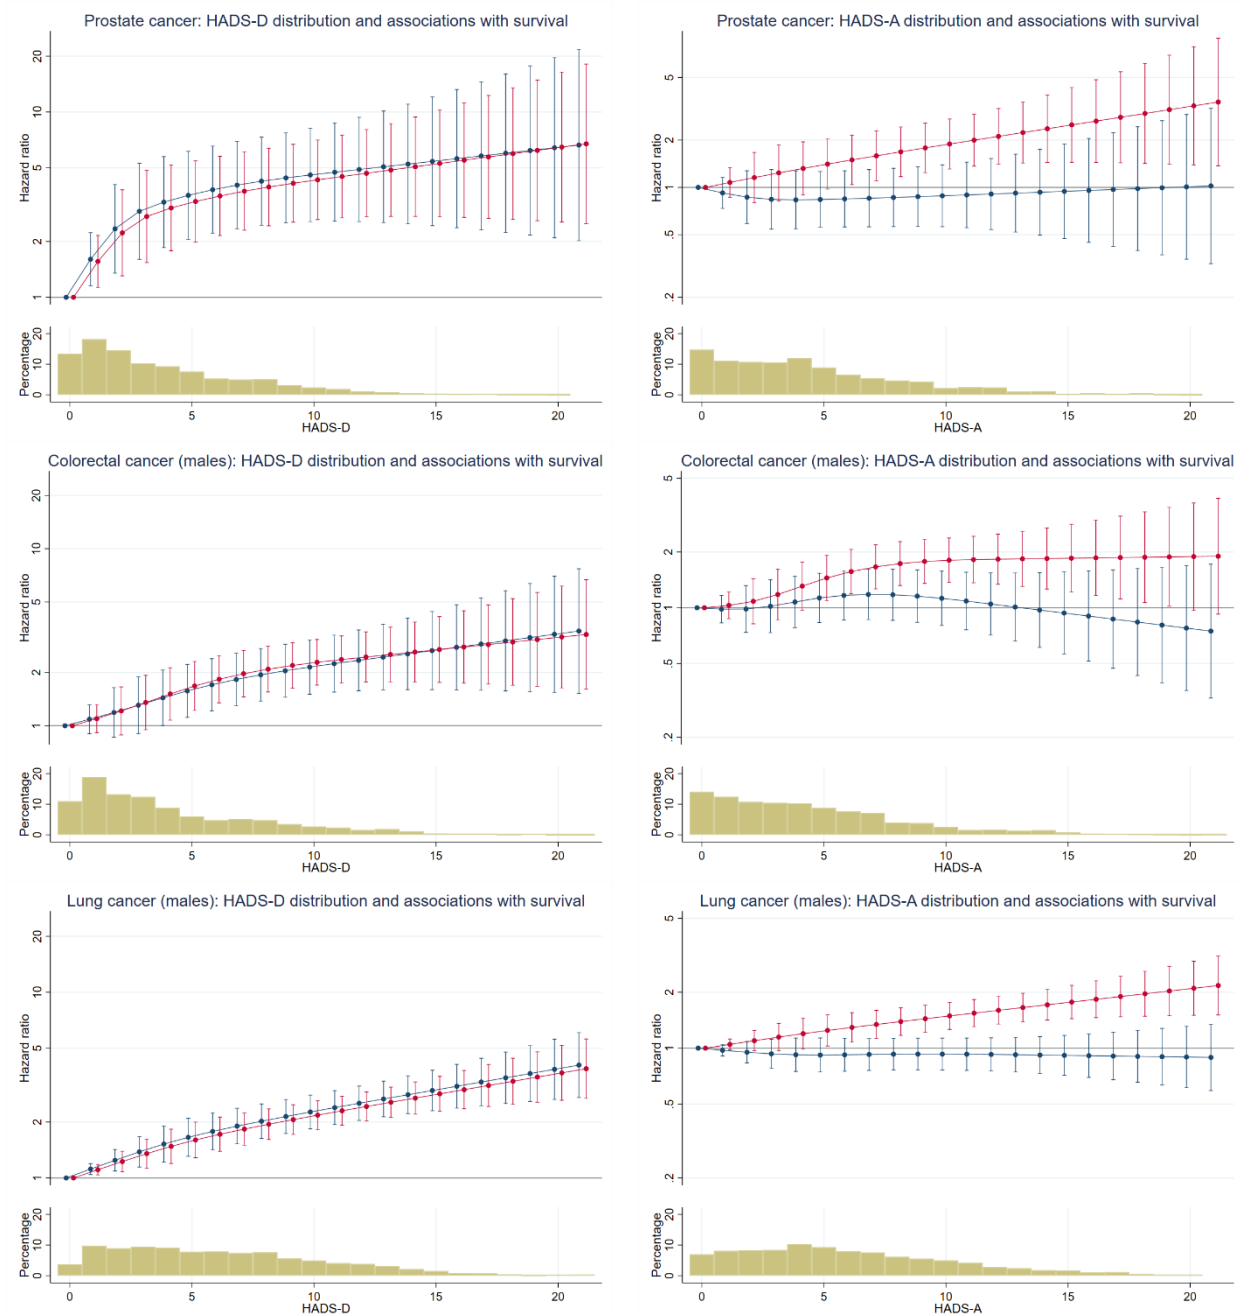 Prostate cancer: HADS-D distribution and associations with survival
20
10
5
2
1
Hazard ratio
20
10
0
Percentage
0 5 10 15 20
HADS-D
Prostate cancer: HADS-A distribution and associations with survival
5
2
1
.5
.2
Hazard ratio
20
10
0
Percentage
0 5 10 15 20
HADS-A
Colorectal cancer (males): HADS-D distribution and associations with survival
20
10
5
2
1
Hazard ratio
20
10
0
Percentage
0 5 10 15 20
HADS-D
Colorectal cancer (males): HADS-A distribution and associations with survival
5
2
1
.5
.2
Hazard ratio
20
10
0
Percentage
0 5 10 15 20
HADS-A
Lung cancer (males): HADS-D distribution and associations with survival
20
10
5
2
1
Hazard ratio
20
10
0
Percentage
0 5 10 15 20
HADS-D
Lung cancer (males): HADS-A distribution and associations with survival
5
2
1
.5
.2
Hazard ratio
20
10
0
Percentage
0 5 10 15 20
HADS-A